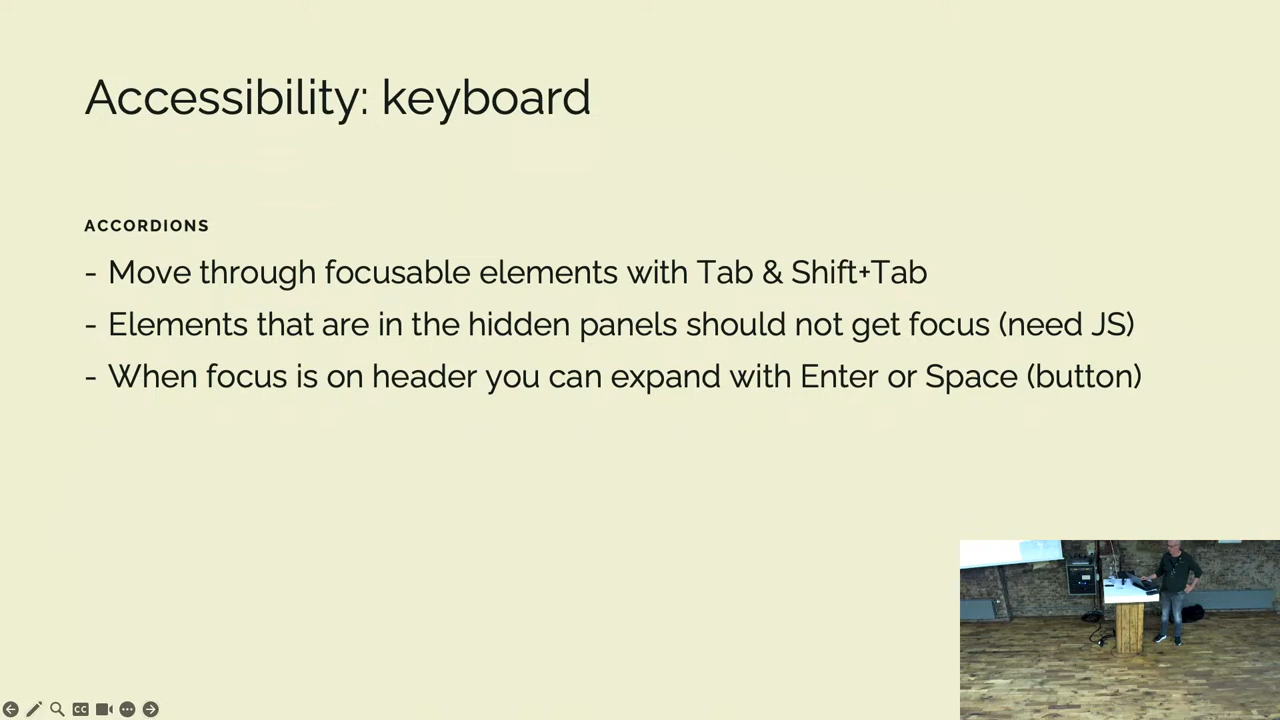 Accessibility: keyboard
ACCORDIONS
- Move through focusable elements with Tab & Shift+Tab
- Elements that are in the hidden panels should not get focus (need JS)
- When focus is on header you can expand with Enter or Space (button)
CC